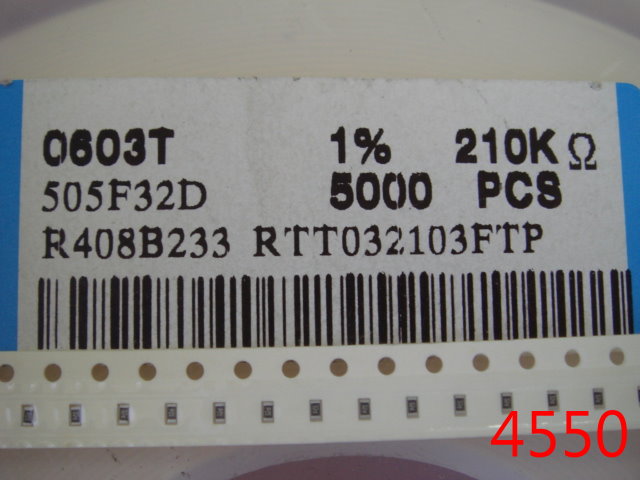 0603T 1% 210KΩ
505F32D 5000 PCS
R408B233 RTT032103FTP
4550